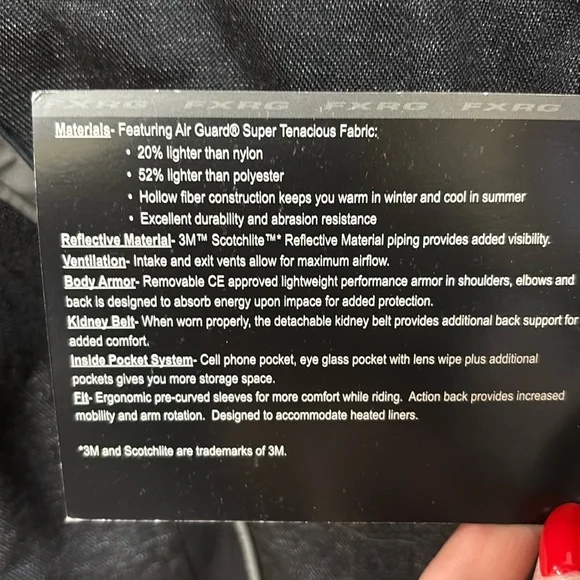 FXRG FXRG FXRG FXRG
Materials- Featuring Air Guard® Super Tenacious Fabric:
• 20% lighter than nylon
• 52% lighter than polyester
• Hollow fiber construction keeps you warm in winter and cool in summer
• Excellent durability and abrasion resistance
Reflective Material- 3M™ Scotchlite™* Reflective Material piping provides added visibility.
Ventilation- Intake and exit vents allow for maximum airflow.
Body Armor- Removable CE approved lightweight performance armor in shoulders, elbows and
back is designed to absorb energy upon impace for added protection.
Kidney Belt- When worn properly, the detachable kidney belt provides additional back support for
added comfort.
Inside Pocket System- Cell phone pocket, eye glass pocket with lens wipe plus additional
pockets gives you more storage space.
Fit- Ergonomic pre-curved sleeves for more comfort while riding. Action back provides increased
mobility and arm rotation. Designed to accommodate heated liners.
*3M and Scotchlite are trademarks of 3M.